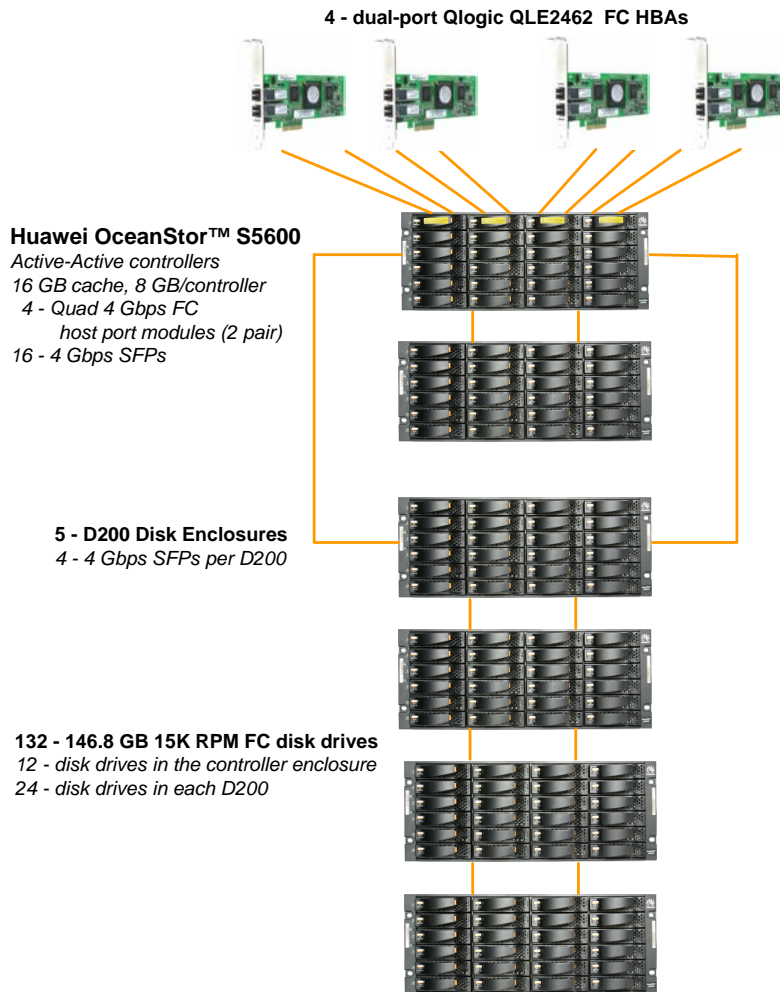 4 - dual-port Qlogic QLE2462 FC HBAs
Huawei OceanStor™ S5600
Active-Active controllers
16 GB cache, 8 GB/controller
4 - Quad 4 Gbps FC
host port modules (2 pair)
16 - 4 Gbps SFPs
5 - D200 Disk Enclosures
4 - 4 Gbps SFPs per D200
132 - 146.8 GB 15K RPM FC disk drives
12 - disk drives in the controller enclosure
24 - disk drives in each D200